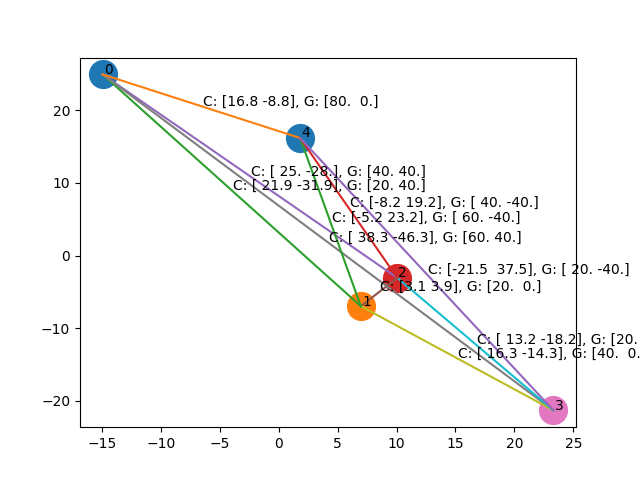 0
C: [16.8 -8.8], G: [80. 0.]
4
C: [ 25. -28.], G: [40. 40.]
C: [ 21.9 -31.9], G: [20. 40.]
C: [-8.2 19.2], G: [ 40. -40.]
C: [-5.2 23.2], G: [ 60. -40.]
C: [ 38.3 -46.3], G: [60. 40.]
C: [-21.5 37.5], G: [ 20. -40.]
2
C: [3.1 3.9], G: [20. 0.]
1
C: [ 13.2 -18.2], G: [20.
C: [ 16.3 -14.3], G: [40. 0.
3
20
10
0
−10
−20
−15 −10 −5 0 5 10 15 20 25